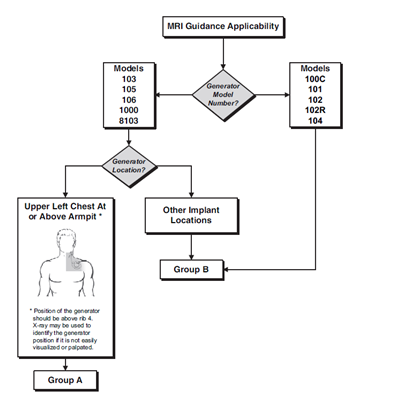 MRI Guidance Applicability
Models
103
105
106
1000
8103
Generator
Model
Number?
Models
100C
101
102
102R
104
Generator
Location?
Upper Left Chest At
or Above Armpit *
* Position of the generator
should be above rib 4.
X-ray may be used to
identify the generator
position if it is not easily
visualized or palpated.
Other Implant
Locations
Group B
Group A